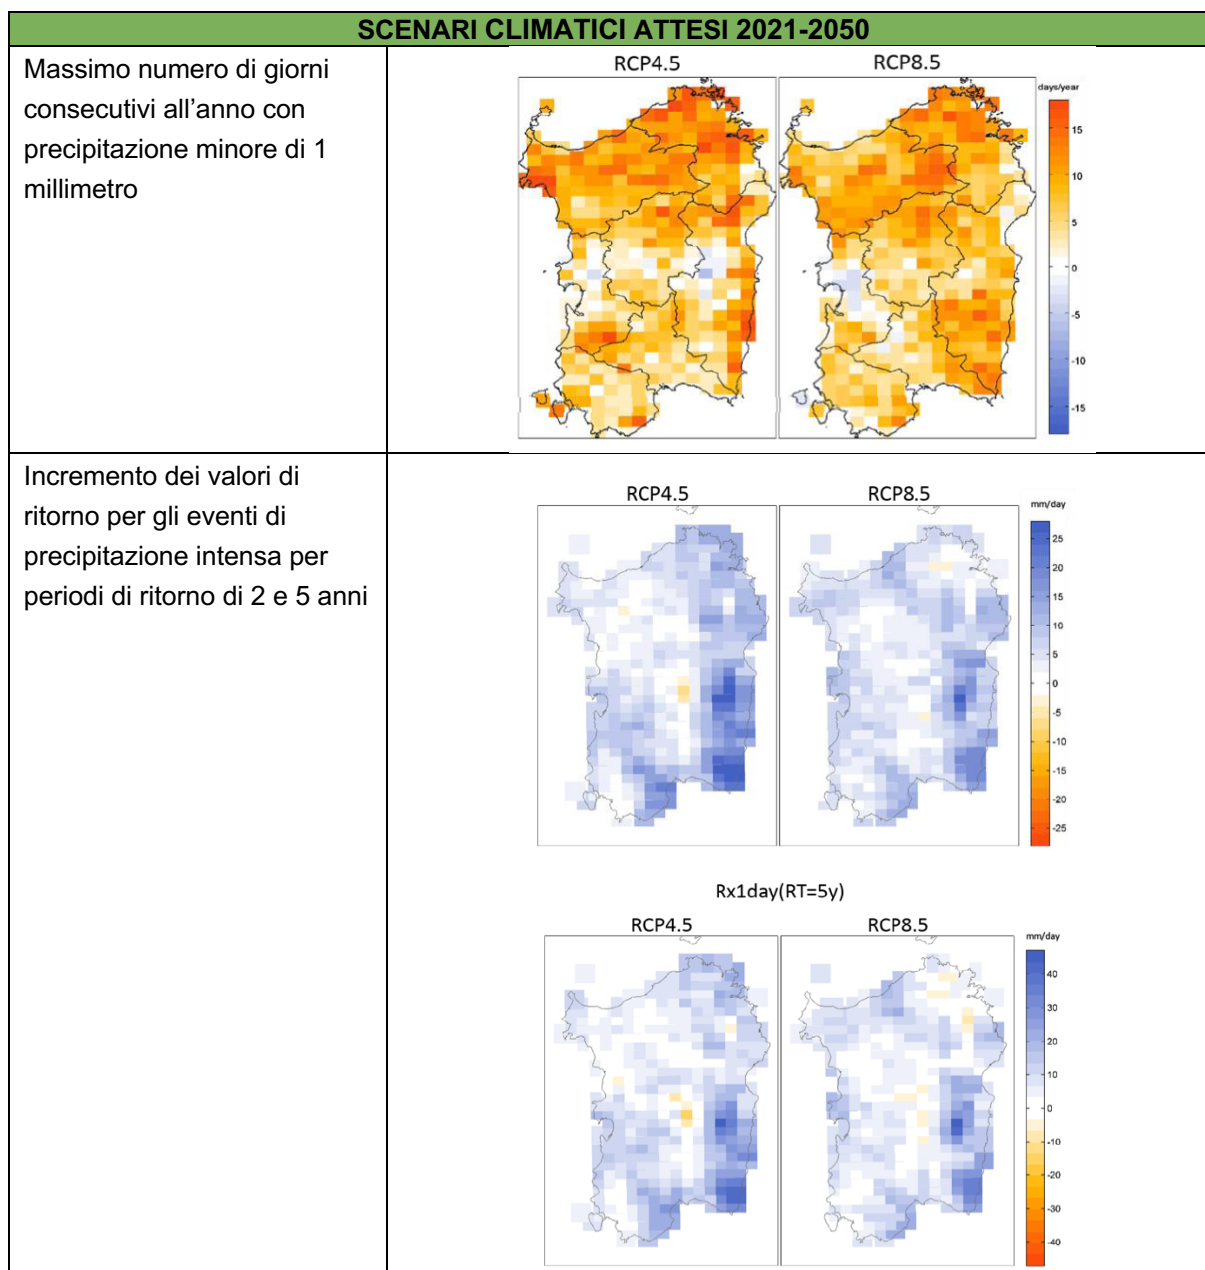 SCENARI CLIMATICI ATTESI 2021-2050
Massimo numero di giorni
consecutivi all'anno con
precipitazione minore di 1
millimetro
RCP4.5
RCP8.5
days/year
15
10
5
0
-5
-10
-15
Incremento dei valori di
ritorno per gli eventi di
precipitazione intensa per
periodi di ritorno di 2 e 5 anni
RCP4.5
RCP8.5
mm/day
25
20
15
10
5
0
-5
-10
-15
-20
-25
Rx1day(RT=5y)
RCP4.5
RCP8.5
mm/day
40
30
20
10
0
-10
-20
-30
-40